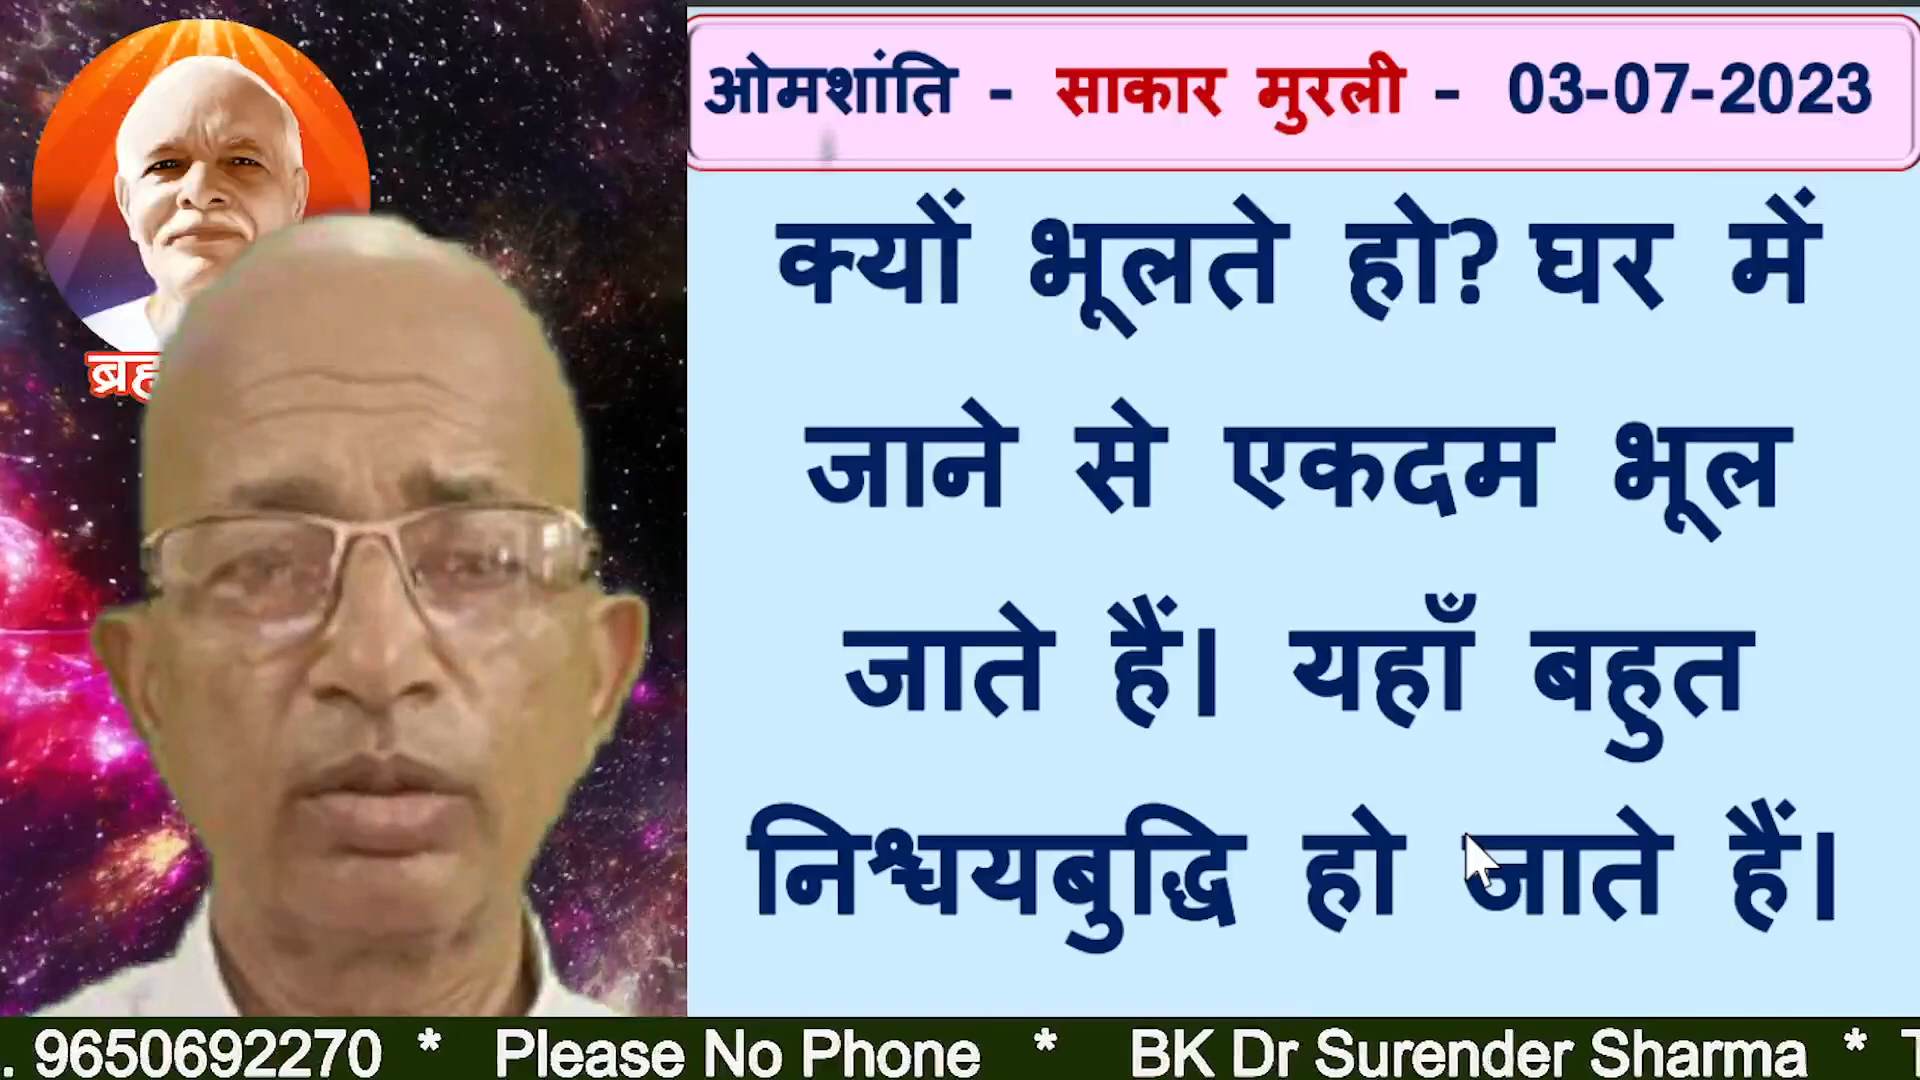 ओमशांति - साकार मुरली - 03-07-2023
क्यों भूलते हो? घर में
जाने से एकदम भूल
जाते हैं। यहाँ बहुत
निश्चयबुद्धि हो जाते हैं।
. 9650692270 * Please No Phone * BK Dr Surender Sharma *